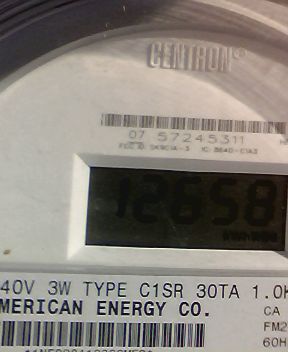 CENTRON®
07 57245311
12658
40V 3W TYPE C1SR 30TA 1.0K
MERICAN ENERGY CO.
CA
FM2
60H